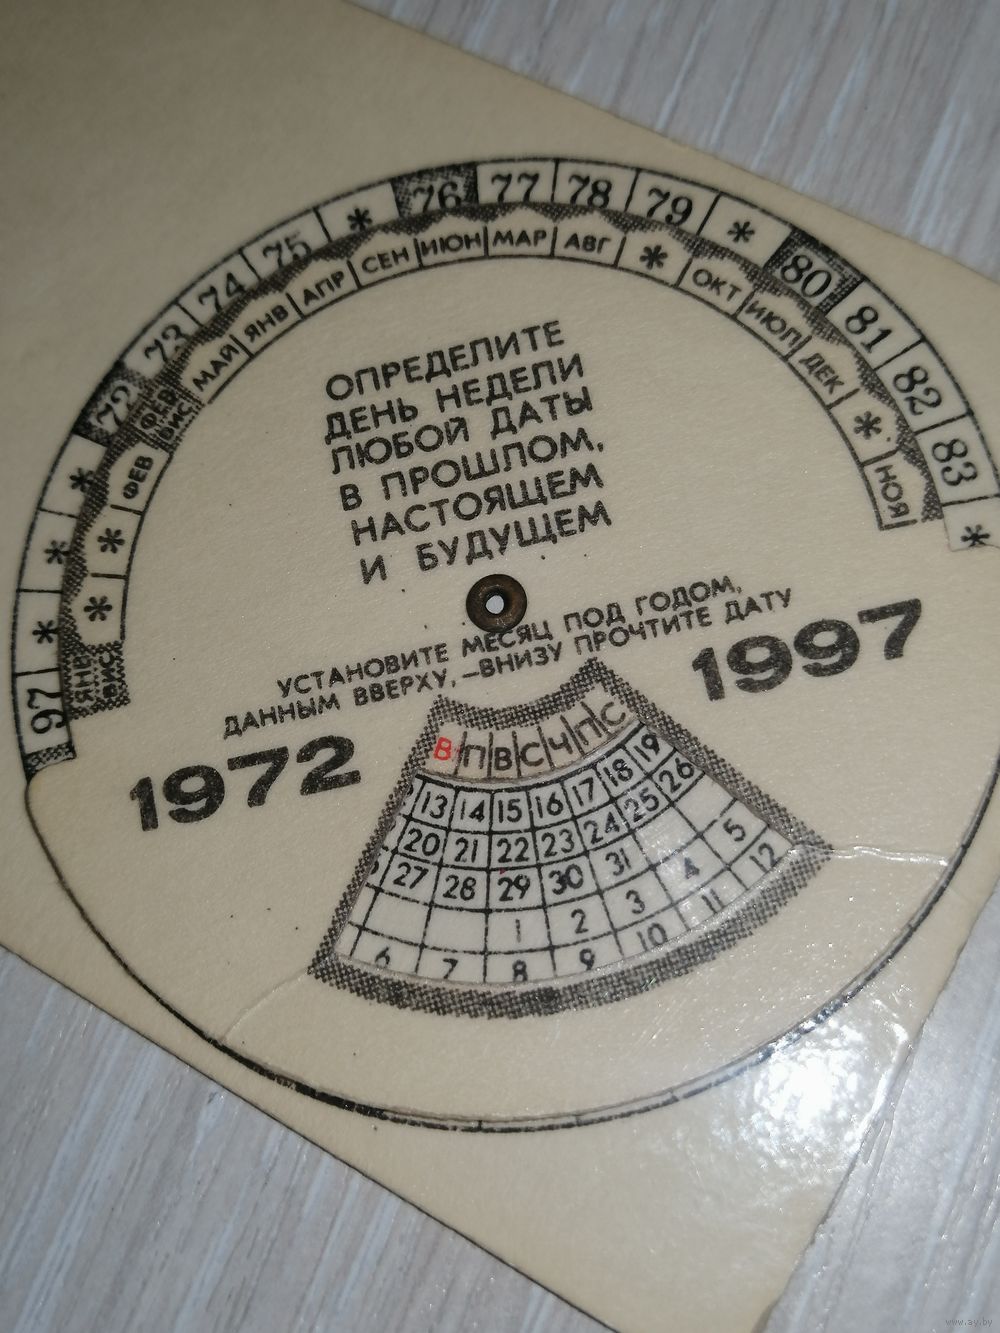 97 * * * 72 73 74 75 * 76 77 78 79 * 80 81 82 83 *
ЯНВ ВИС * * ФЕВ ФЕВ ВИС МАЙ ЯНВ АПР СЕН ИЮН МАР АВГ * ОКТ ИЮЛ ДЕК * НОЯ
ОПРЕДЕЛИТЕ
ДЕНЬ НЕДЕЛИ
ЛЮБОЙ ДАТЫ
В ПРОШЛОМ,
НАСТОЯЩЕМ
И БУДУЩЕМ
УСТАНОВИТЕ МЕСЯЦ ПОД ГОДОМ,
ДАННЫМ ВВЕРХУ,–ВНИЗУ ПРОЧТИТЕ ДАТУ
1972
1997
В П В С Ч П С
13 14 15 16 17 18 19
20 21 22 23 24 25 26
27 28 29 30 31
1 2 3 4 5
6 7 8 9 10 11 12
www.ay.by